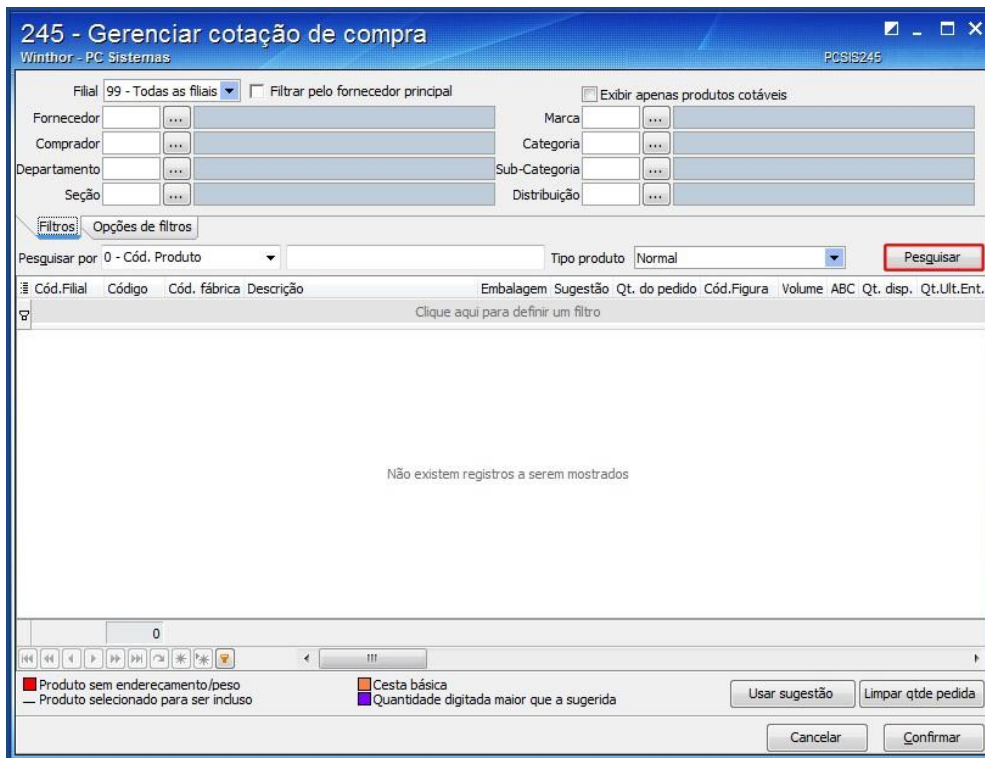 245 - Gerenciar cotação de compra
Winthor - PC Sistemas PCSIS245
Filial 99 - Todas as filiais Filtrar pelo fornecedor principal Exibir apenas produtos cotáveis
Fornecedor ... Marca ...
Comprador ... Categoria ...
Departamento ... Sub-Categoria ...
Seção ... Distribuição ...
Filtros Opções de filtros
Pesquisar por 0 - Cód. Produto Tipo produto Normal Pesquisar
Cód.Filial Código Cód. fábrica Descrição Embalagem Sugestão Qt. do pedido Cód.Figura Volume ABC Qt. disp. Qt.Ult.Ent.
Clique aqui para definir um filtro
Não existem registros a serem mostrados
0
Produto sem endereçamento/peso Cesta básica
Produto selecionado para ser incluso Quantidade digitada maior que a sugerida
Usar sugestão Limpar qtde pedida
Cancelar Confirmar